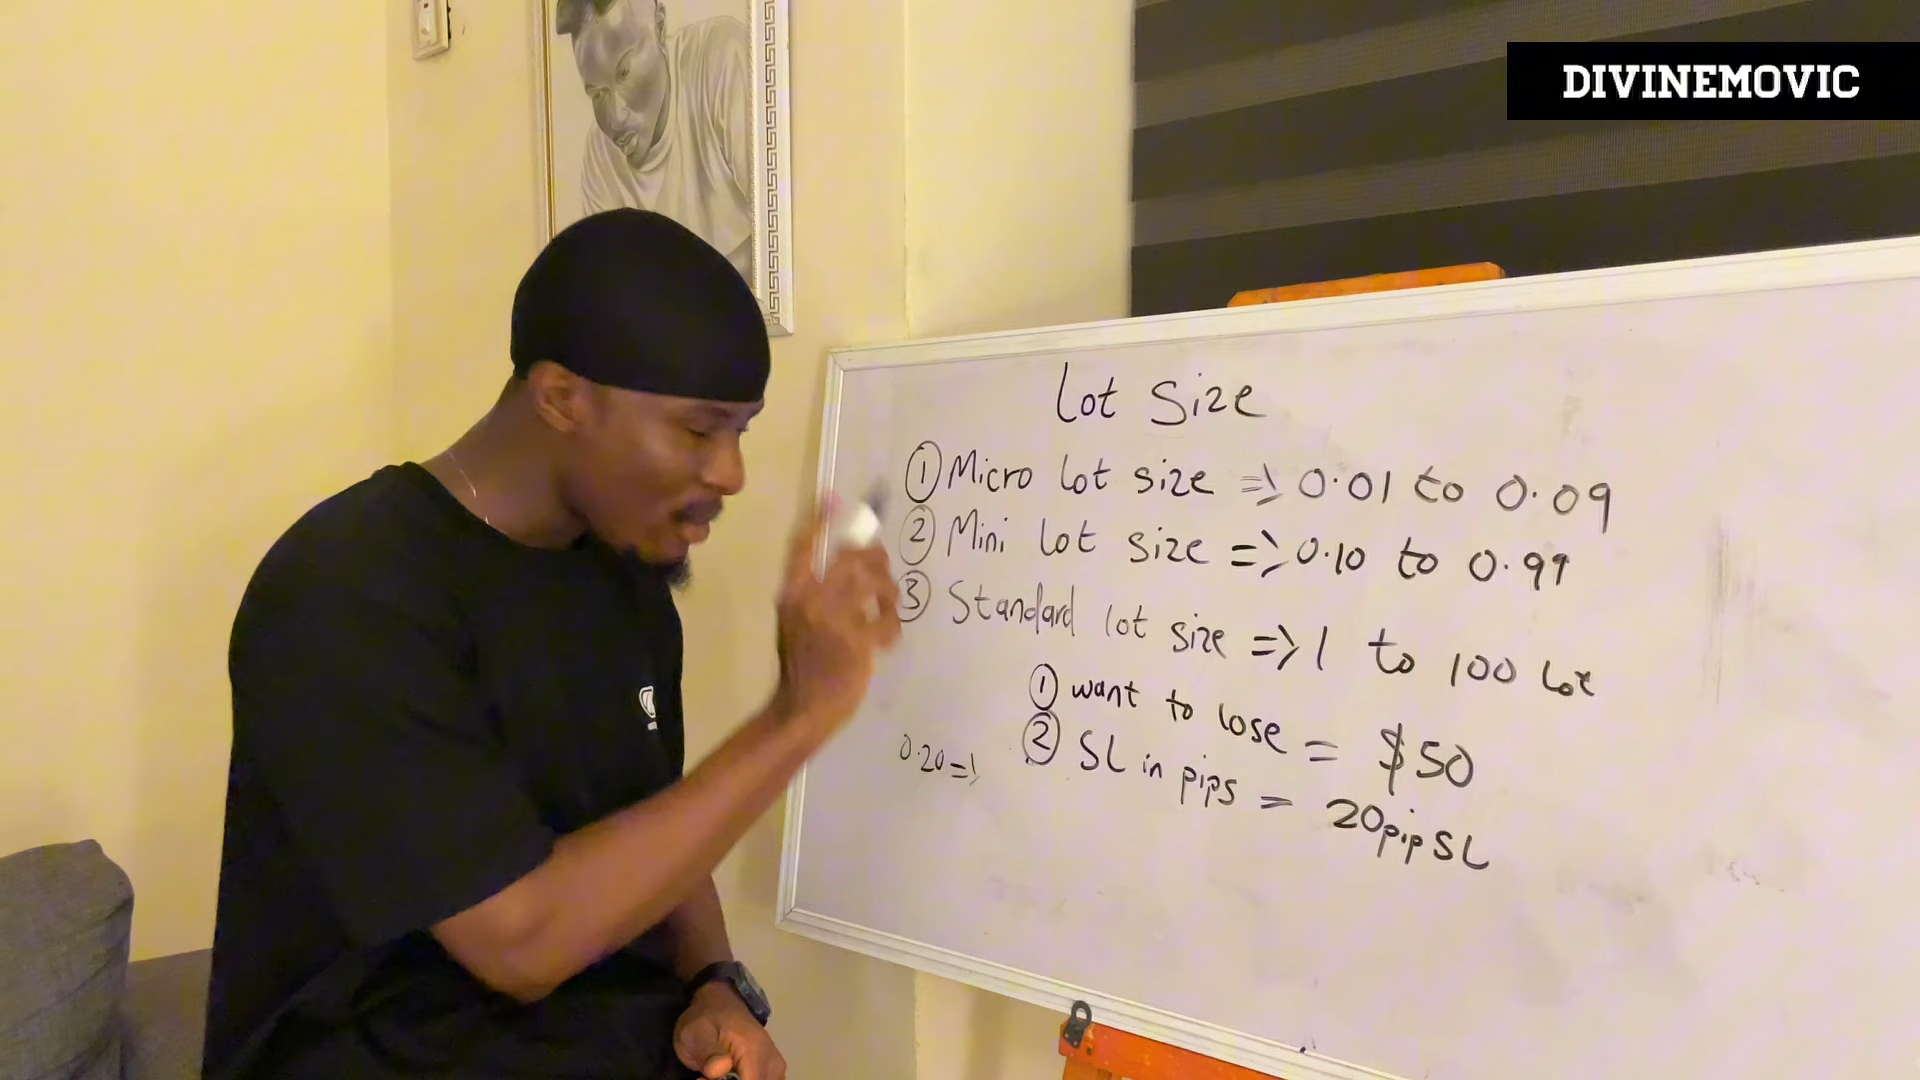 DIVINEMOVIC
Lot Size
① Micro lot size => 0.01 to 0.09
② Mini lot size => 0.10 to 0.99
③ Standard lot size => 1 to 100 Lot
① want to lose = $50
② SL in pips = 20pip SL
0.20 =>